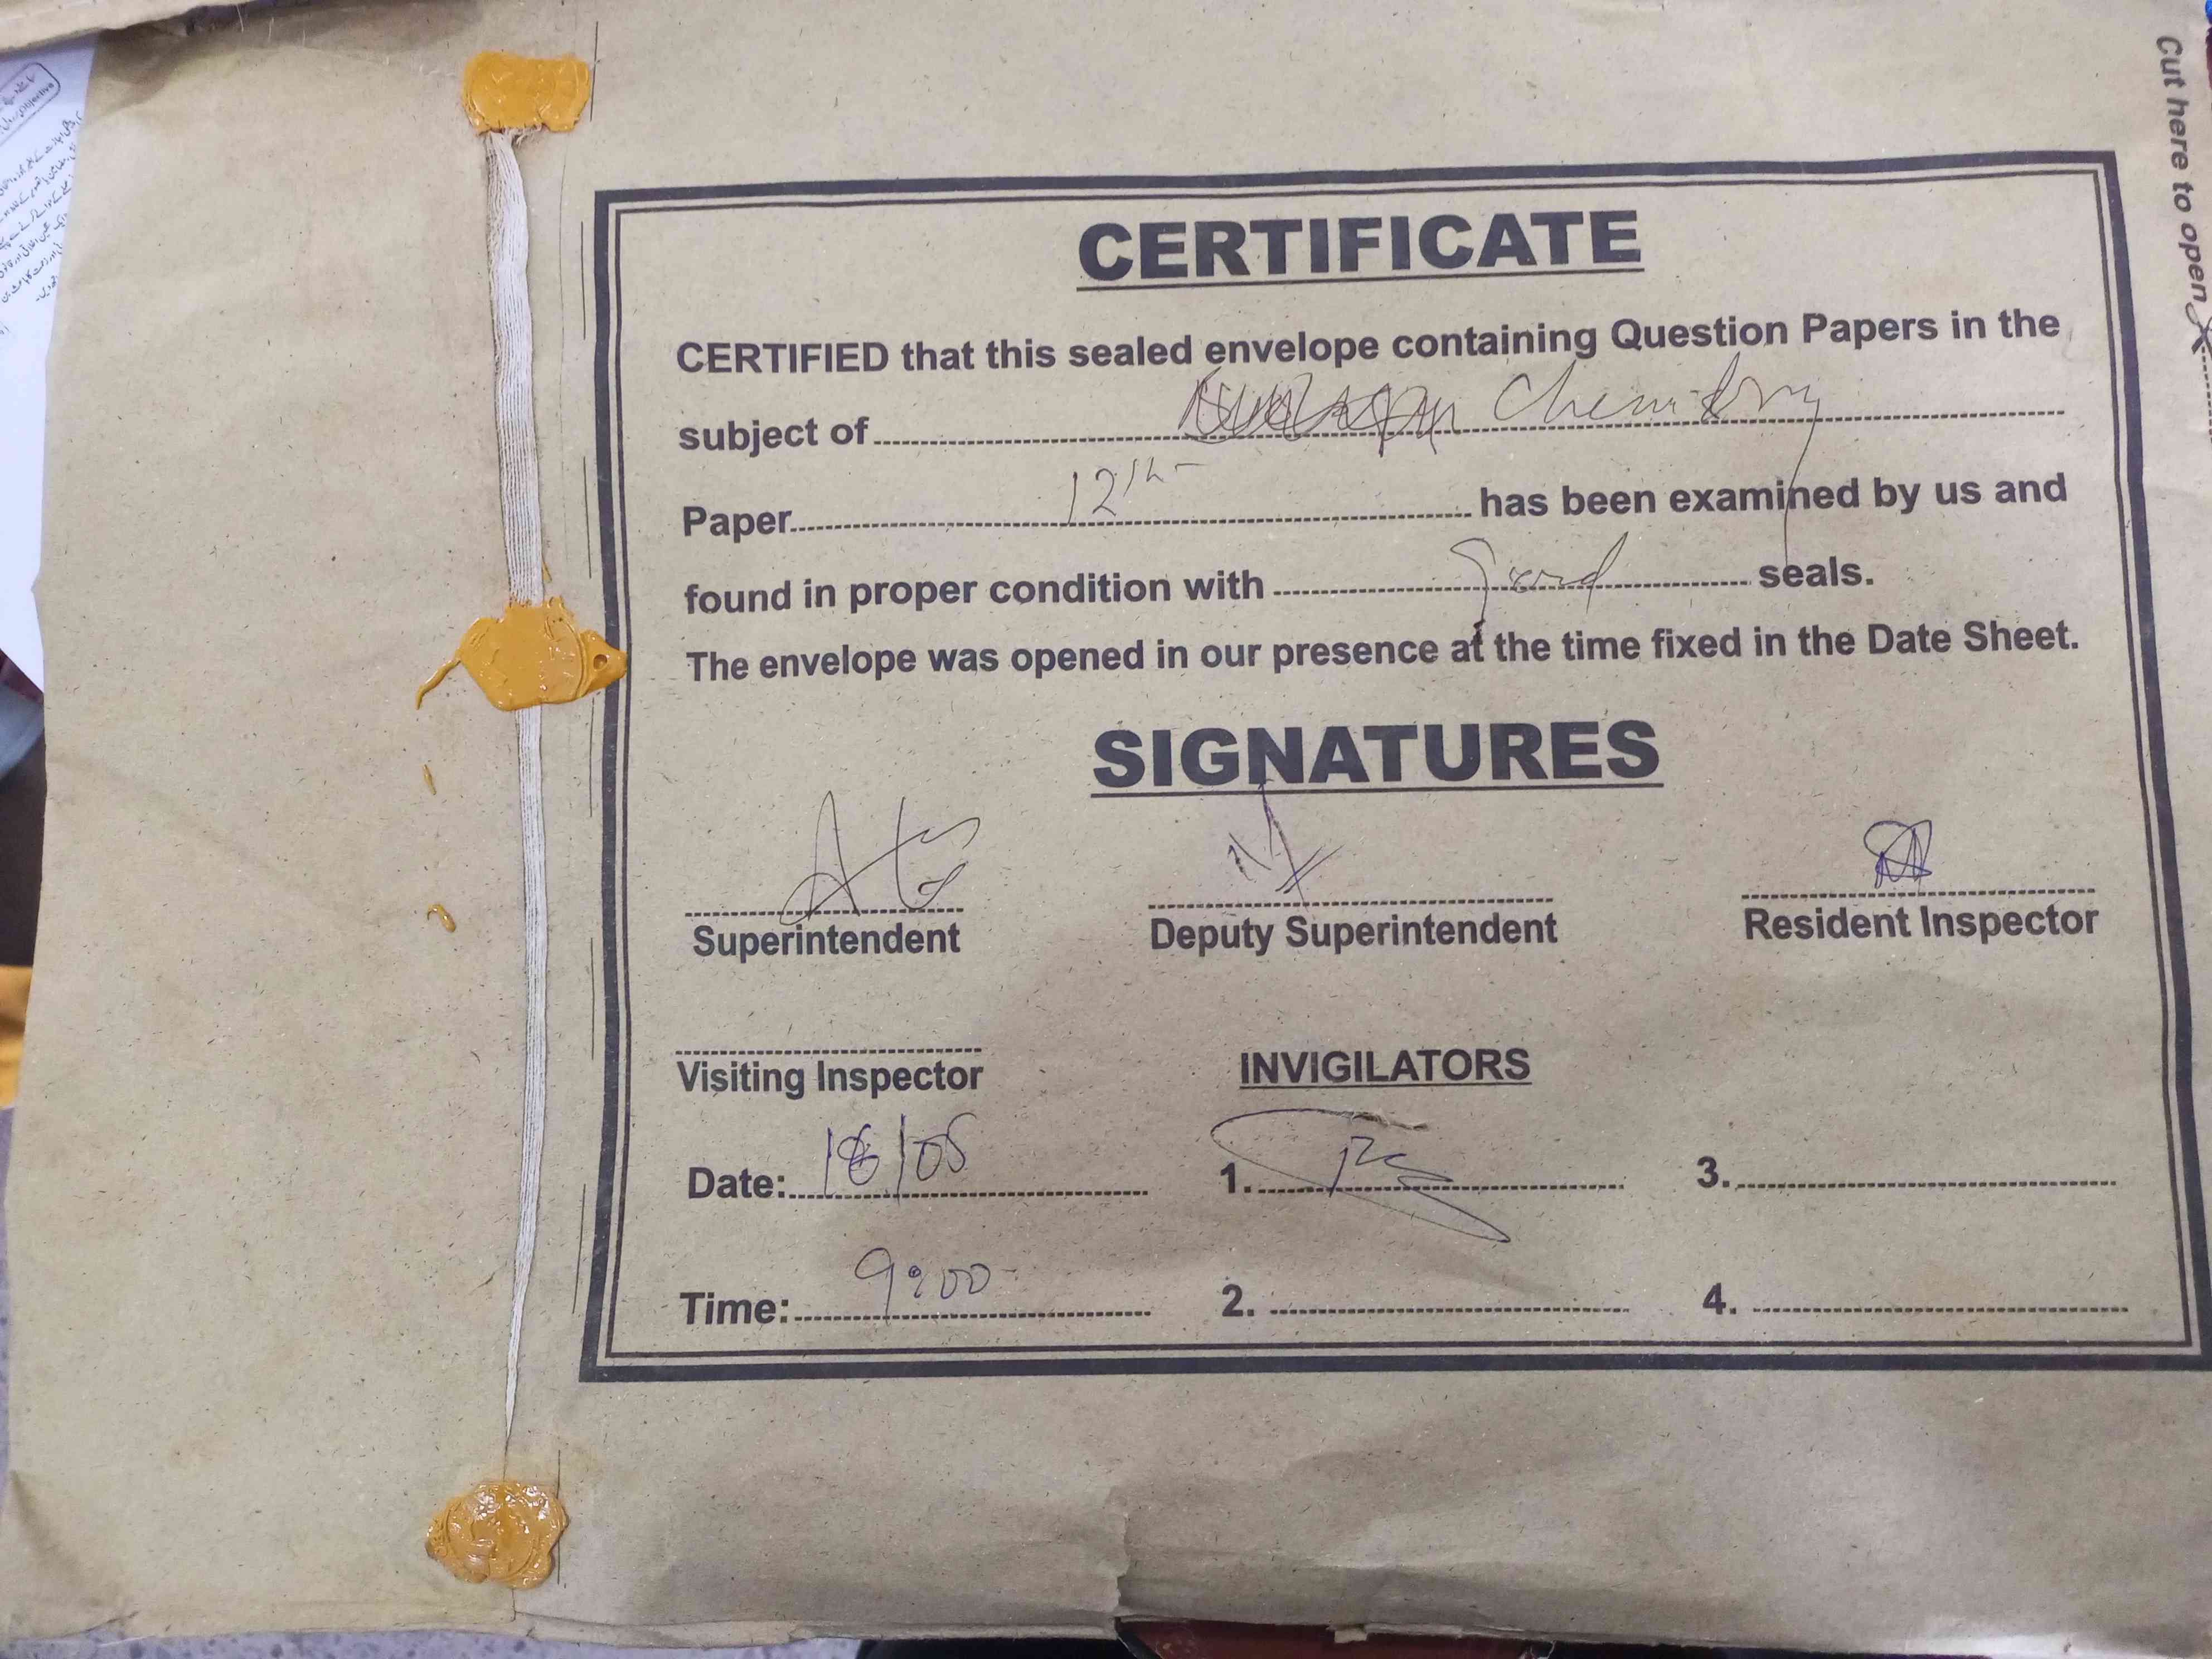 Cut here to open
CERTIFICATE
CERTIFIED that this sealed envelope containing Question Papers in the
subject of Chemistry
Paper 12th has been examined by us and
found in proper condition with Good seals.
The envelope was opened in our presence at the time fixed in the Date Sheet.
SIGNATURES
Superintendent Deputy Superintendent Resident Inspector
Visiting Inspector INVIGILATORS
Date: /05 1. 3.
Time: 9:00 2. 4.
Objective